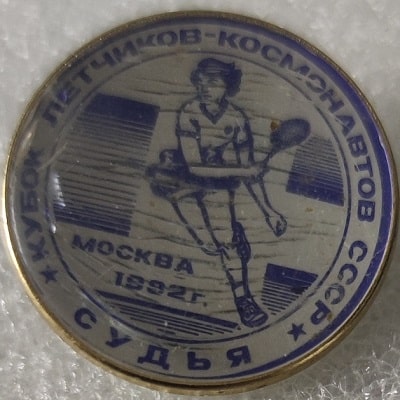 ★ КУБОК ЛЕТЧИКОВ-КОСМОНАВТОВ СССР ★
МОСКВА
1992г.
СУДЬЯ